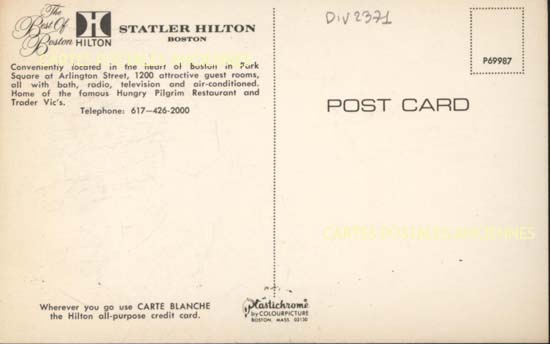 The
Best Of
Boston
HILTON
STATLER HILTON
BOSTON
Div2371
P69987
Conveniently located in the heart of Boston in Park
Square at Arlington Street, 1200 attractive guest rooms,
all with bath, radio, television and air-conditioned.
Home of the famous Hungry Pilgrim Restaurant and
Trader Vic's.
Telephone: 617—426-2000
POST CARD
CARTES POSTALES ANCIENNES
Wherever you go use CARTE BLANCHE
the Hilton all-purpose credit card.
Plastichrome
by COLOURPICTURE
BOSTON, MASS. 02130